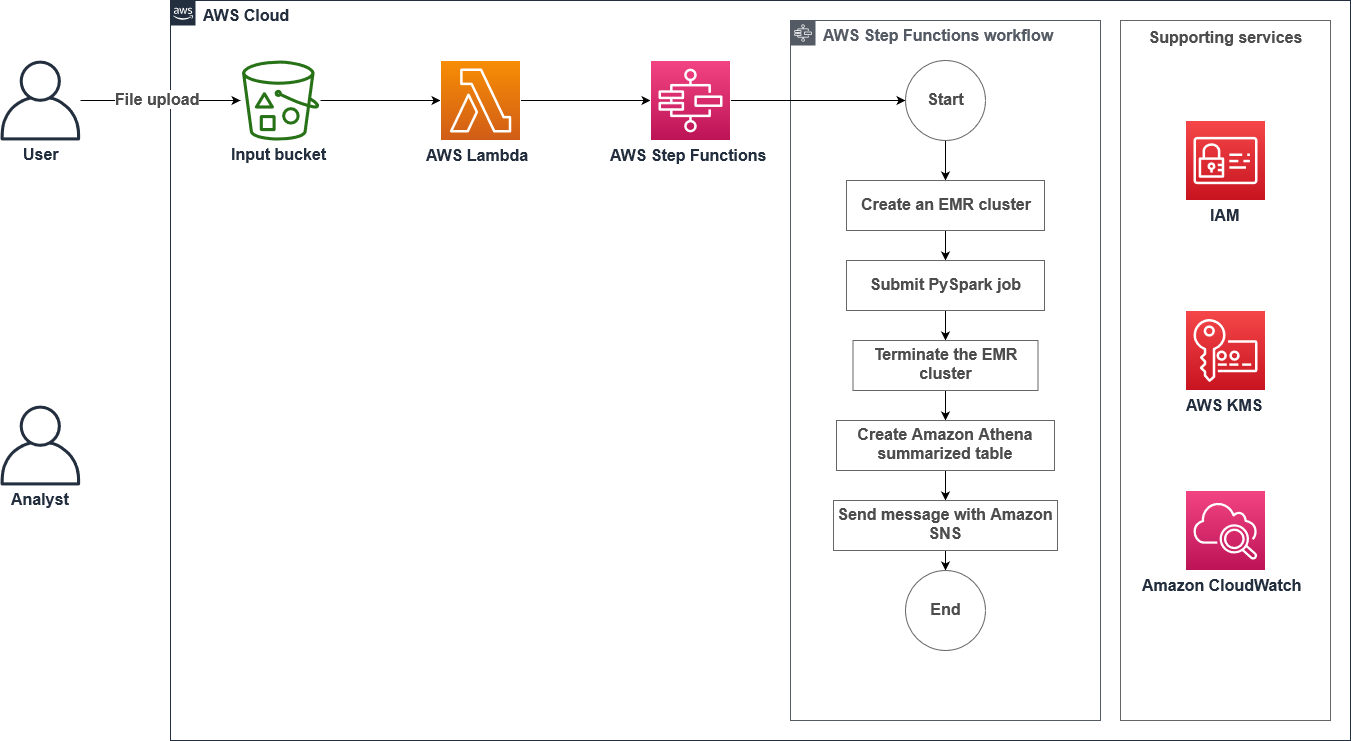 aws
AWS Cloud
File upload
User
Input bucket
AWS Lambda
AWS Step Functions
AWS Step Functions workflow
Start
Create an EMR cluster
Submit PySpark job
Terminate the EMR
cluster
Create Amazon Athena
summarized table
Send message with Amazon
SNS
End
Supporting services
IAM
AWS KMS
Amazon CloudWatch
Analyst